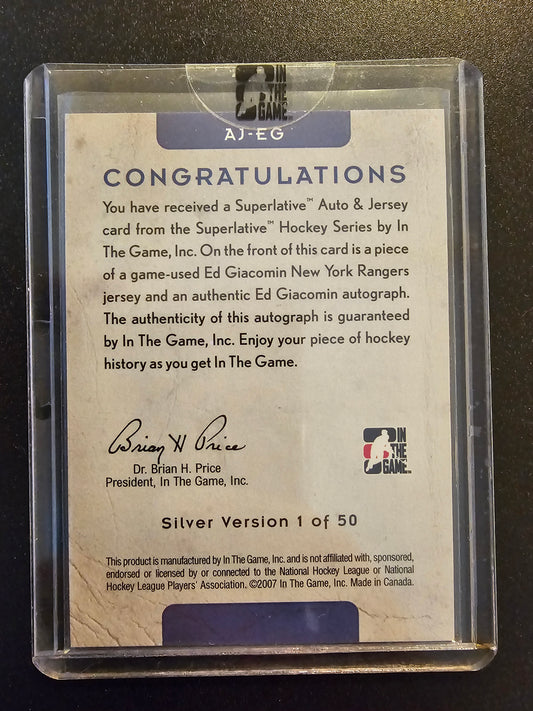 IN
THE
GAME
AJ-EG
CONGRATULATIONS
You have received a Superlative™ Auto & Jersey
card from the Superlative™ Hockey Series by In
The Game, Inc. On the front of this card is a piece
of a game-used Ed Giacomin New York Rangers
jersey and an authentic Ed Giacomin autograph.
The authenticity of this autograph is guaranteed
by In The Game, Inc. Enjoy your piece of hockey
history as you get In The Game.
Brian H Price
Dr. Brian H. Price
President, In The Game, Inc.
IN
THE
GAME
Silver Version 1 of 50
This product is manufactured by In The Game, Inc. and is not affiliated with, sponsored,
endorsed or licensed by or connected to the National Hockey League or National
Hockey League Players' Association. ©2007 In The Game, Inc. Made in Canada.